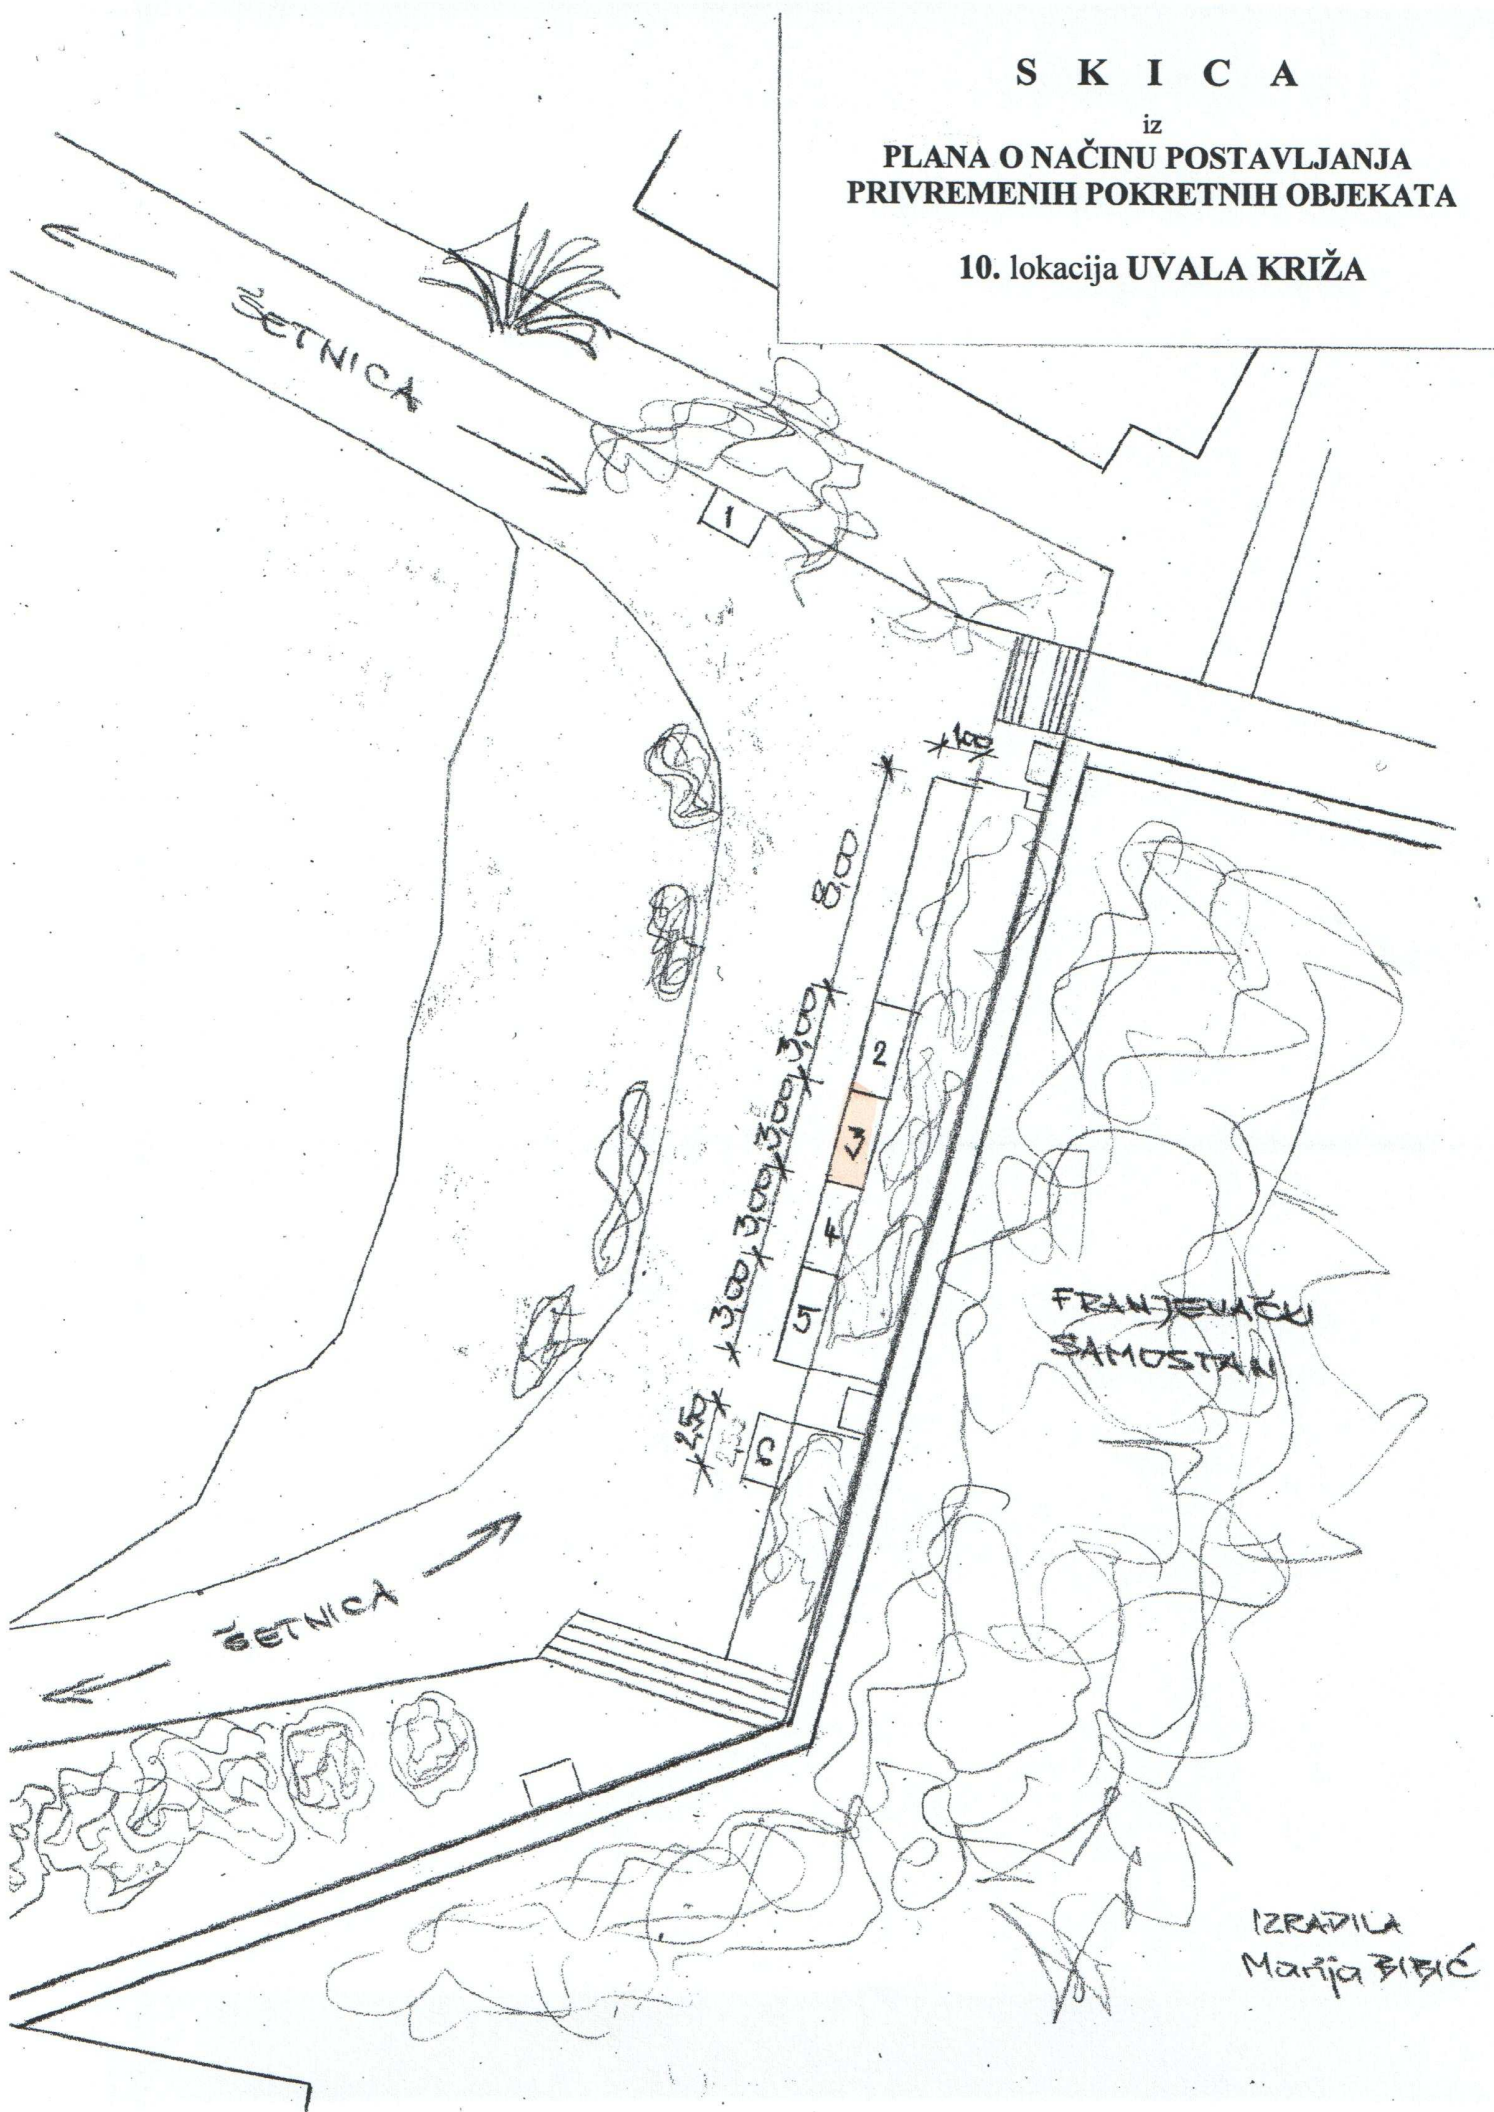 S K I C A
iz
PLANA O NAČINU POSTAVLJANJA
PRIVREMENIH POKRETNIH OBJEKATA
10. lokacija UVALA KRIŽA
ŠETNICA
1
1,00
8,00
3,00
2
3,00
3
3,00
4
3,00
5
2,50
6
FRANJEVAČKI
SAMOSTAN
ŠETNICA
IZRADILA
Marija BIBIĆ